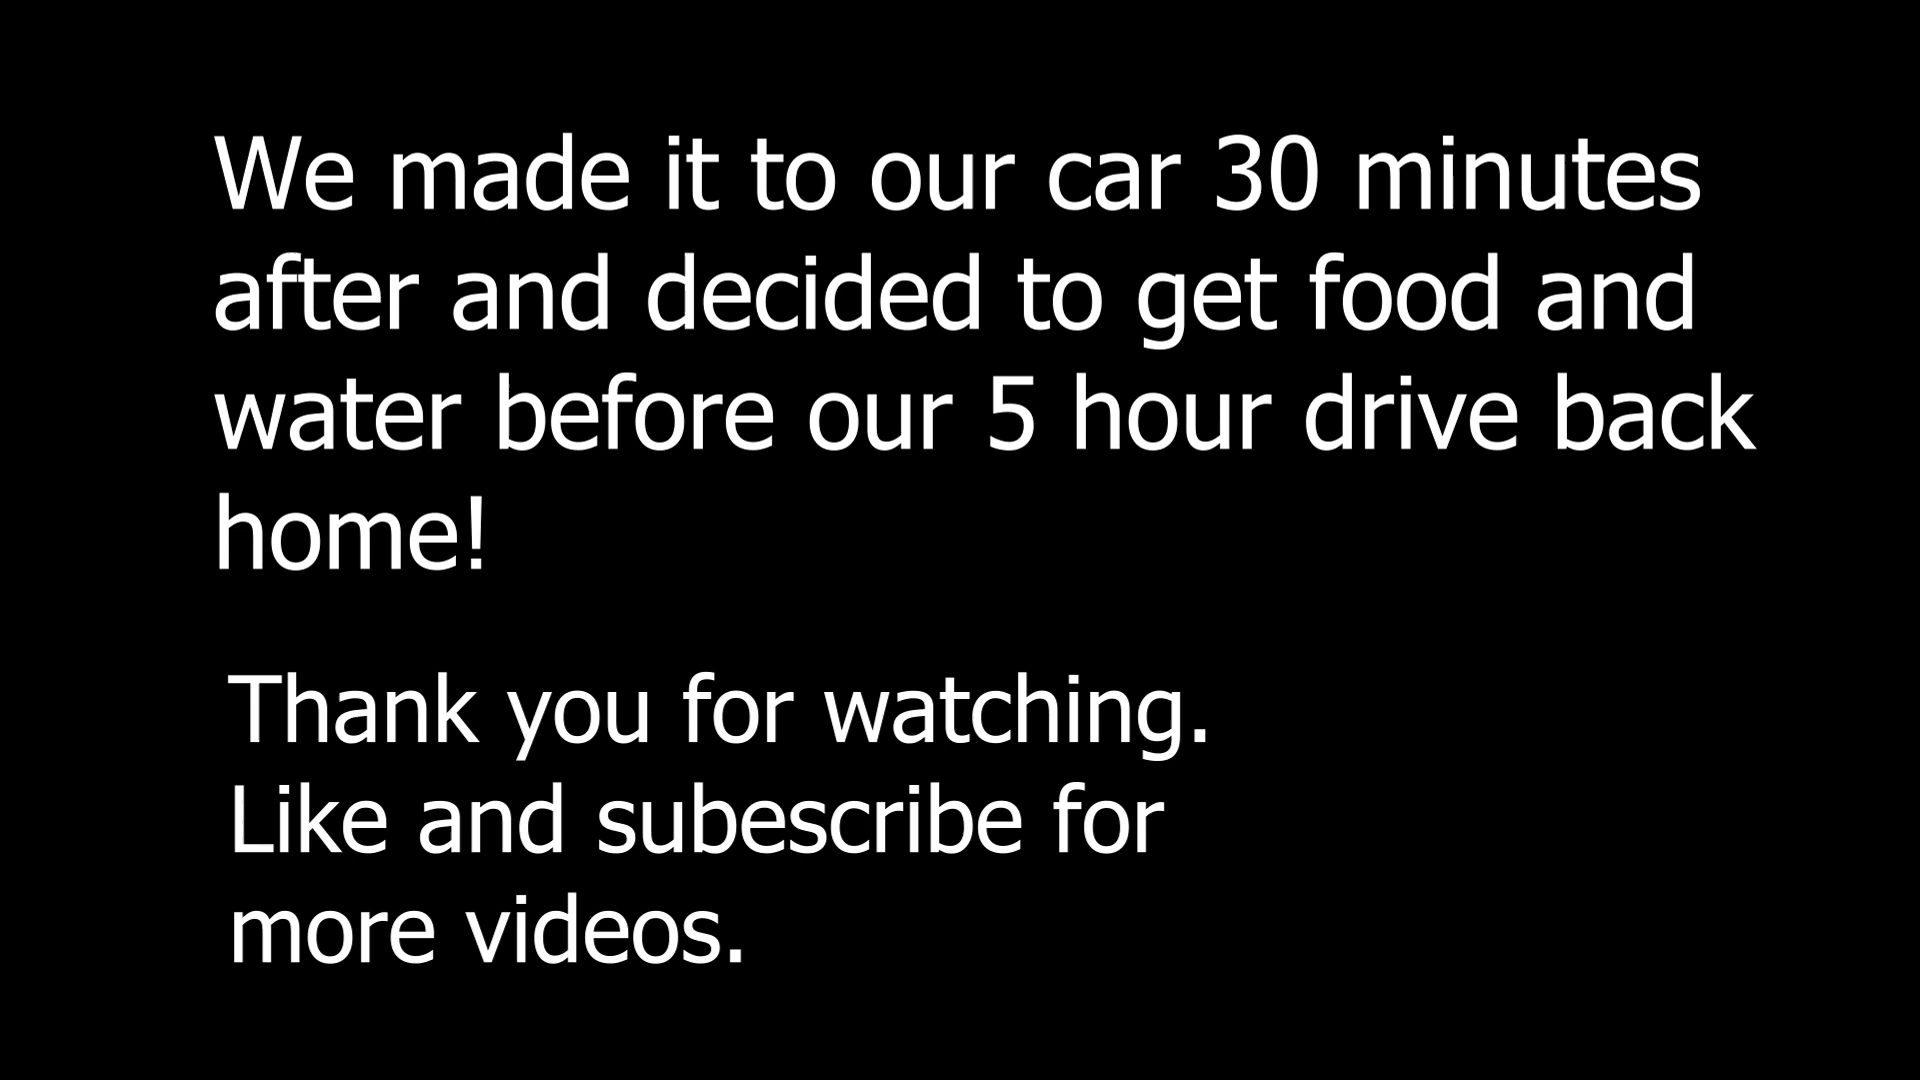 We made it to our car 30 minutes
after and decided to get food and
water before our 5 hour drive back
home!
Thank you for watching.
Like and subescribe for
more videos.